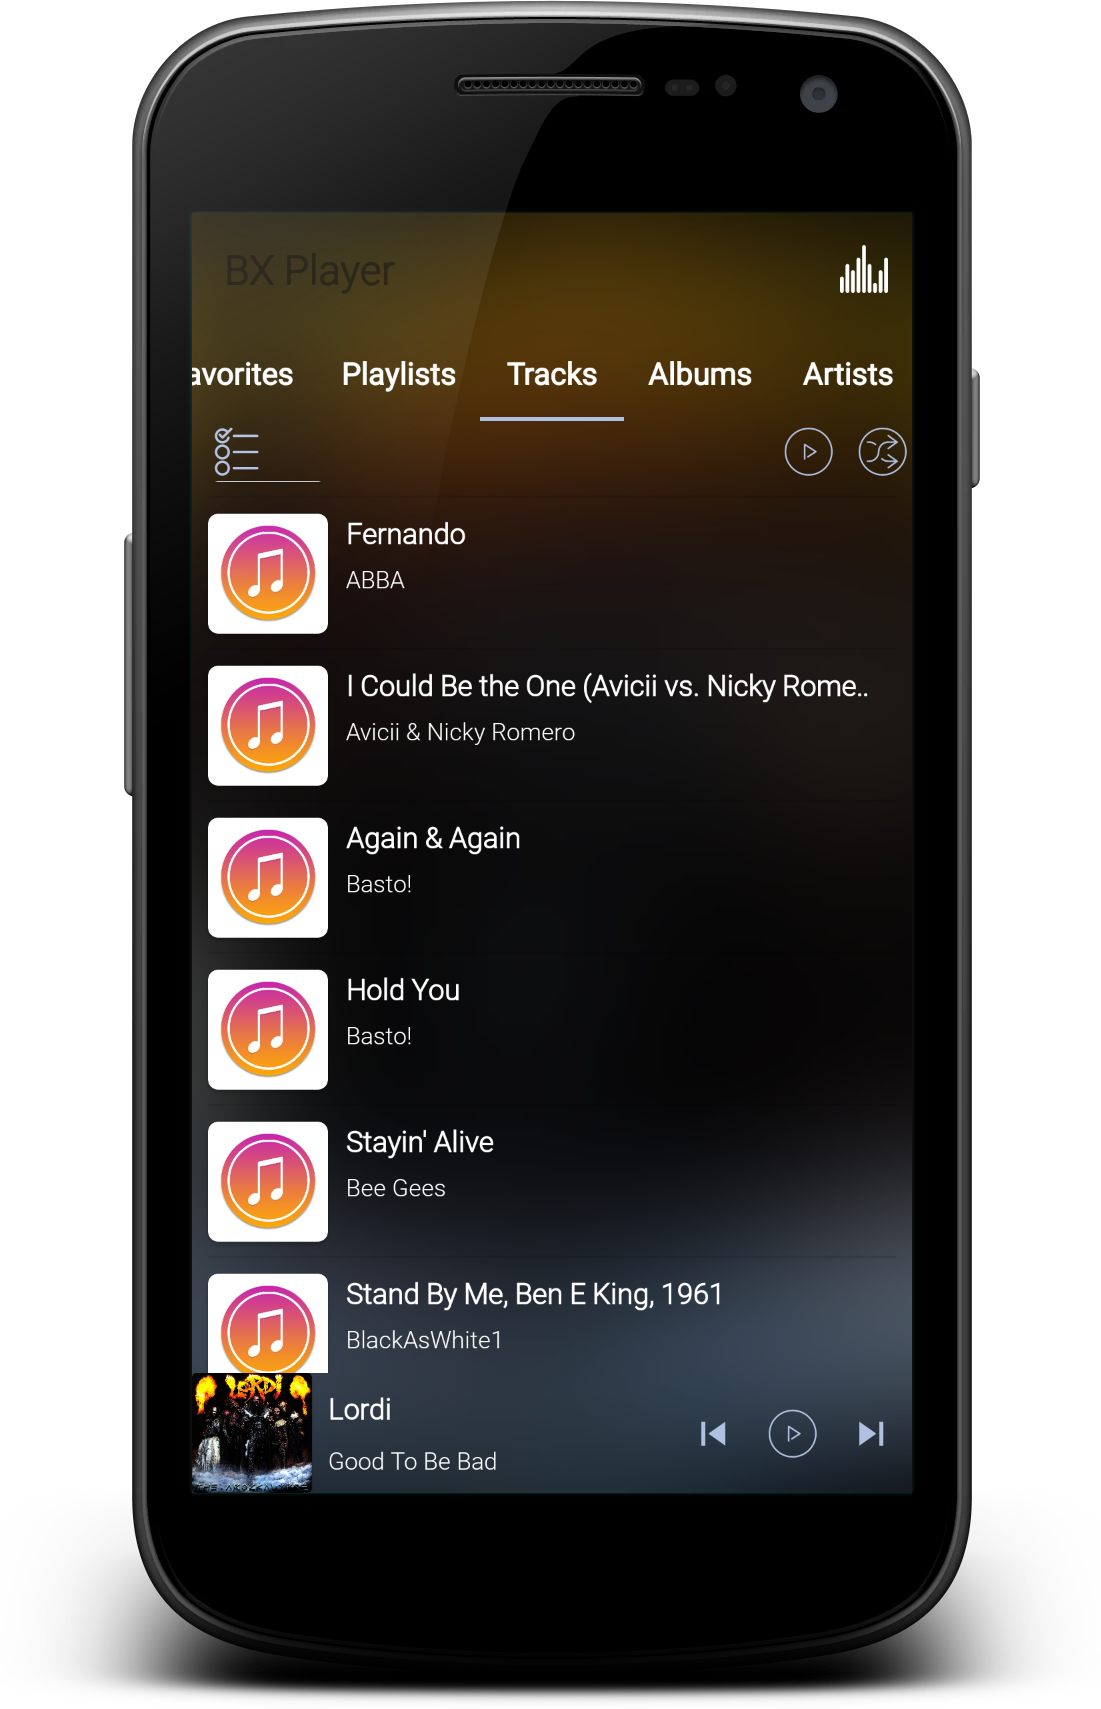 BX Player
avorites Playlists Tracks Albums Artists
Fernando
ABBA
I Could Be the One (Avicii vs. Nicky Rome..
Avicii & Nicky Romero
Again & Again
Basto!
Hold You
Basto!
Stayin' Alive
Bee Gees
Stand By Me, Ben E King, 1961
BlackAsWhite1
LORDI
Lordi
Good To Be Bad